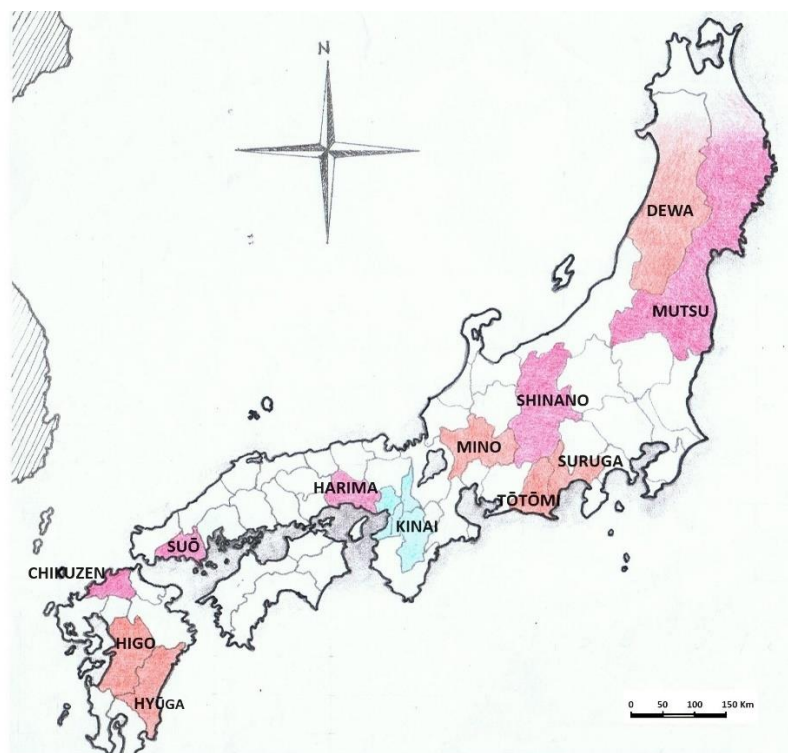 N
DEWA
MUTSU
SHINANO
MINO
SURUGA
HARIMA
TŌTŌMI
KINAI
SUŌ
CHIKUZEN
HIGO
HYŪGA
0 50 100 150 Km